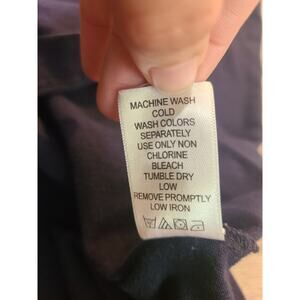 MACHINE WASH
COLD
WASH COLORS
SEPARATELY
USE ONLY NON
CHLORINE
BLEACH
TUMBLE DRY
LOW
REMOVE PROMPTLY
LOW IRON